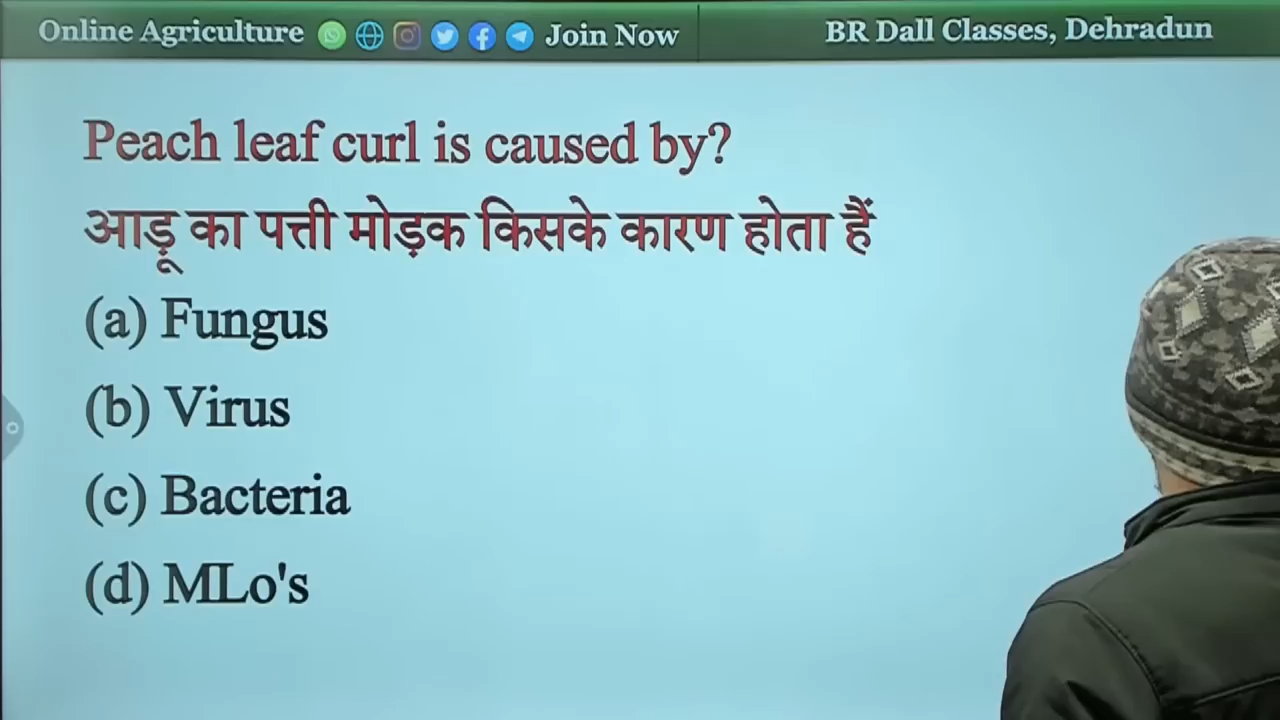 Online Agriculture Join Now BR Dall Classes, Dehradun
Peach leaf curl is caused by?
आड़ू का पत्ती मोड़क किसके कारण होता हैं
(a) Fungus
(b) Virus
(c) Bacteria
(d) MLo's